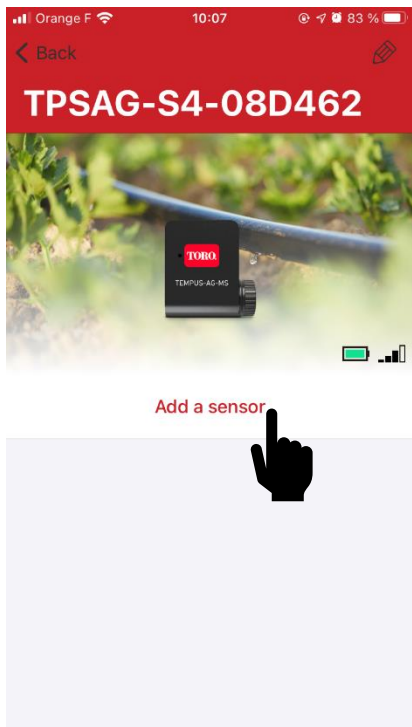 Orange F 10:07 83 %
Back
TPSAG-S4-08D462
TORO
TEMPUS-AG-MS
Add a sensor